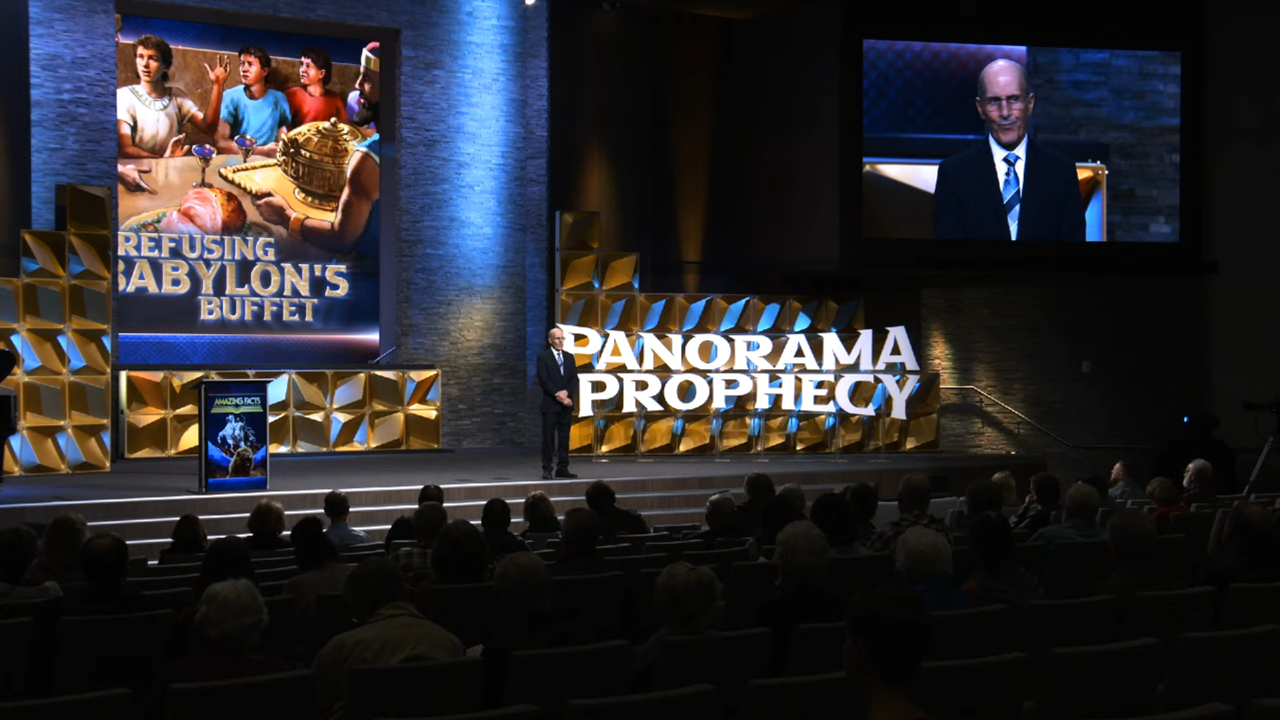 REFUSING
BABYLON'S
BUFFET
PANORAMA
PROPHECY
AMAZING FACTS